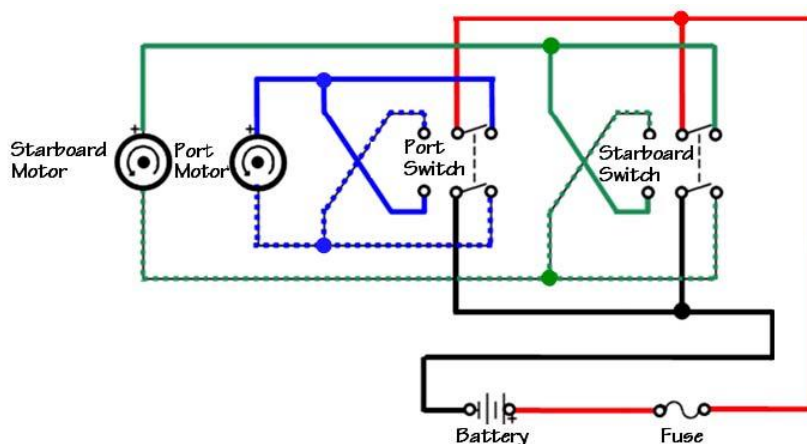 Starboard
Motor
Port
Motor
Port
Switch
Starboard
Switch
Battery
Fuse
+
+
+